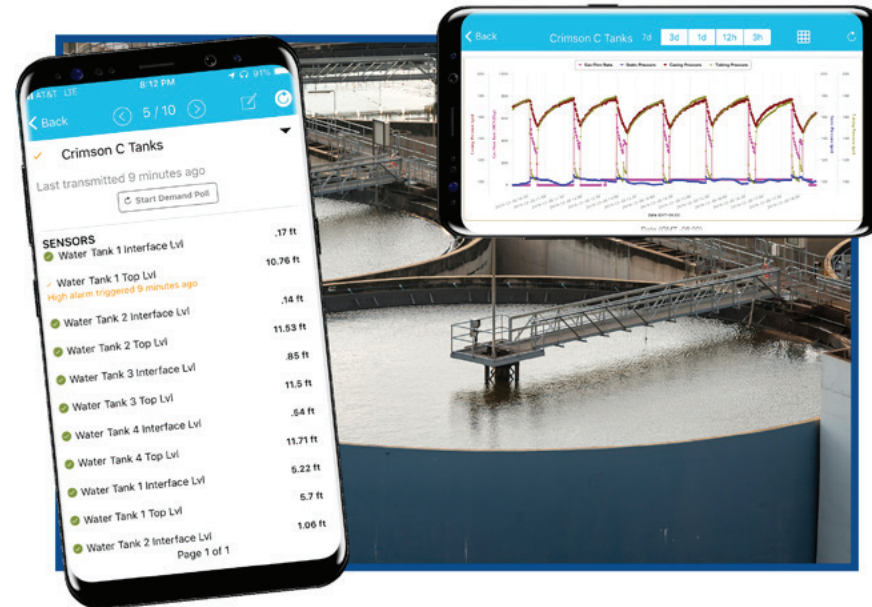 AT&T LTE
8:12 PM
91%
Back
5 / 10
Crimson C Tanks
Last transmitted 9 minutes ago
Start Demand Poll
SENSORS
Water Tank 1 Interface Lvl .17 ft
Water Tank 1 Top Lvl 10.76 ft
High alarm triggered 9 minutes ago
Water Tank 2 Interface Lvl .14 ft
Water Tank 2 Top Lvl 11.53 ft
Water Tank 3 Interface Lvl .85 ft
Water Tank 3 Top Lvl 11.5 ft
Water Tank 4 Interface Lvl .54 ft
Water Tank 4 Top Lvl 11.71 ft
Water Tank 1 Interface Lvl 5.22 ft
Water Tank 1 Top Lvl 5.7 ft
Water Tank 2 Interface Lvl 1.06 ft
Page 1 of 1
Back
Crimson C Tanks
7d 3d 1d 12h 3h
Gas Flow Rate Static Pressure Casing Pressure Tubing Pressure